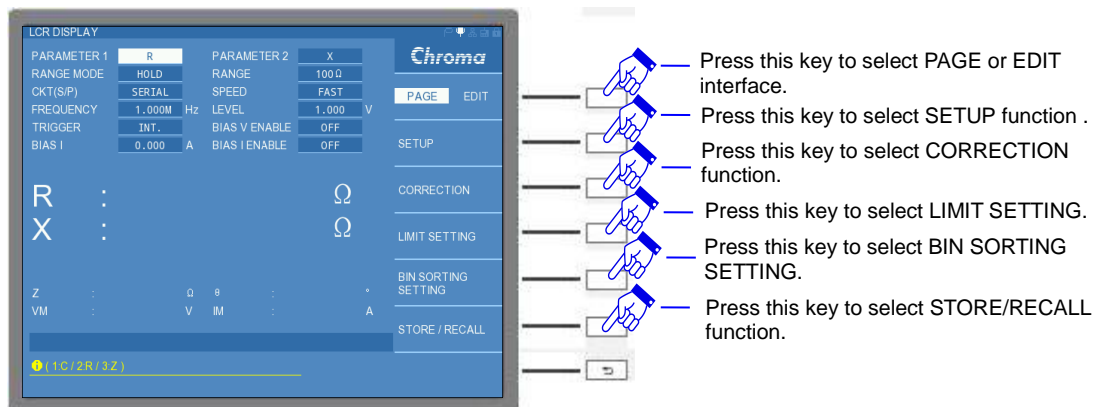 LCR DISPLAY
PARAMETER 1 R PARAMETER 2 X
RANGE MODE HOLD RANGE 100 Ω
CKT(S/P) SERIAL SPEED FAST
FREQUENCY 1.000M Hz LEVEL 1.000 V
TRIGGER INT. BIAS V ENABLE OFF
BIAS I 0.000 A BIAS I ENABLE OFF
R : Ω
X : Ω
Z : Ω θ : °
VM : V IM : A
( 1:C / 2:R / 3:Z )
Chroma
PAGE EDIT
SETUP
CORRECTION
LIMIT SETTING
BIN SORTING
SETTING
STORE / RECALL
Press this key to select PAGE or EDIT
interface.
Press this key to select SETUP function .
Press this key to select CORRECTION
function.
Press this key to select LIMIT SETTING.
Press this key to select BIN SORTING
SETTING.
Press this key to select STORE/RECALL
function.